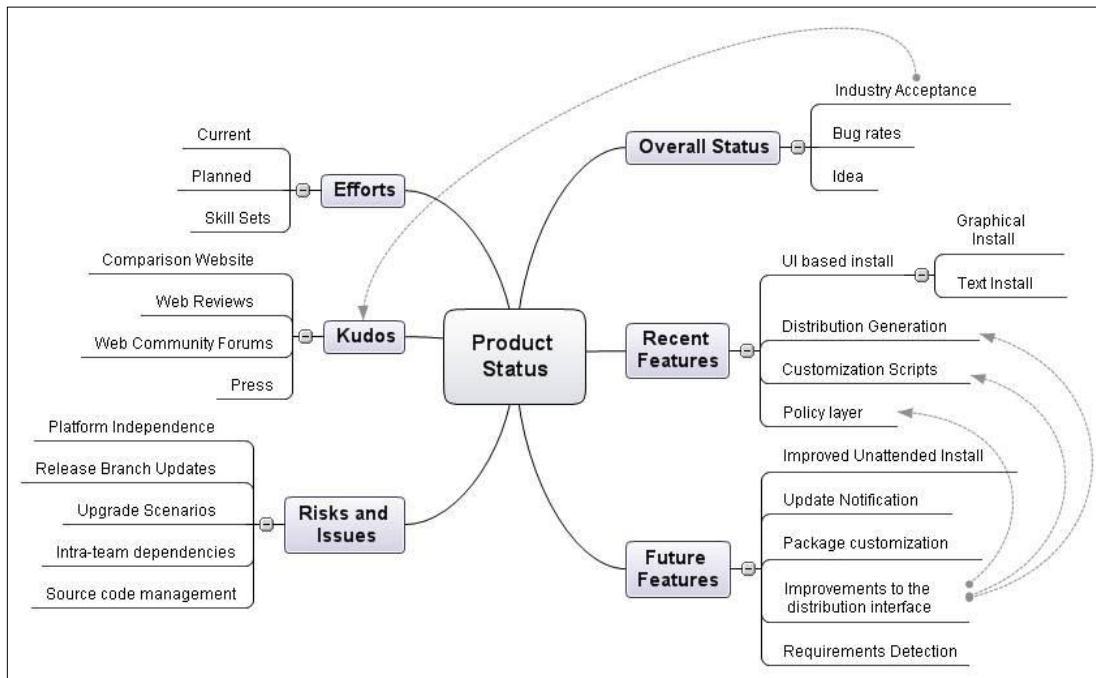 Product
Status
Overall Status
Industry Acceptance
Bug rates
Idea
Recent
Features
UI based install
Graphical
Install
Text Install
Distribution Generation
Customization Scripts
Policy layer
Future
Features
Improved Unattended Install
Update Notification
Package customization
Improvements to the
distribution interface
Requirements Detection
Efforts
Current
Planned
Skill Sets
Kudos
Comparison Website
Web Reviews
Web Community Forums
Press
Risks and
Issues
Platform Independence
Release Branch Updates
Upgrade Scenarios
Intra-team dependencies
Source code management